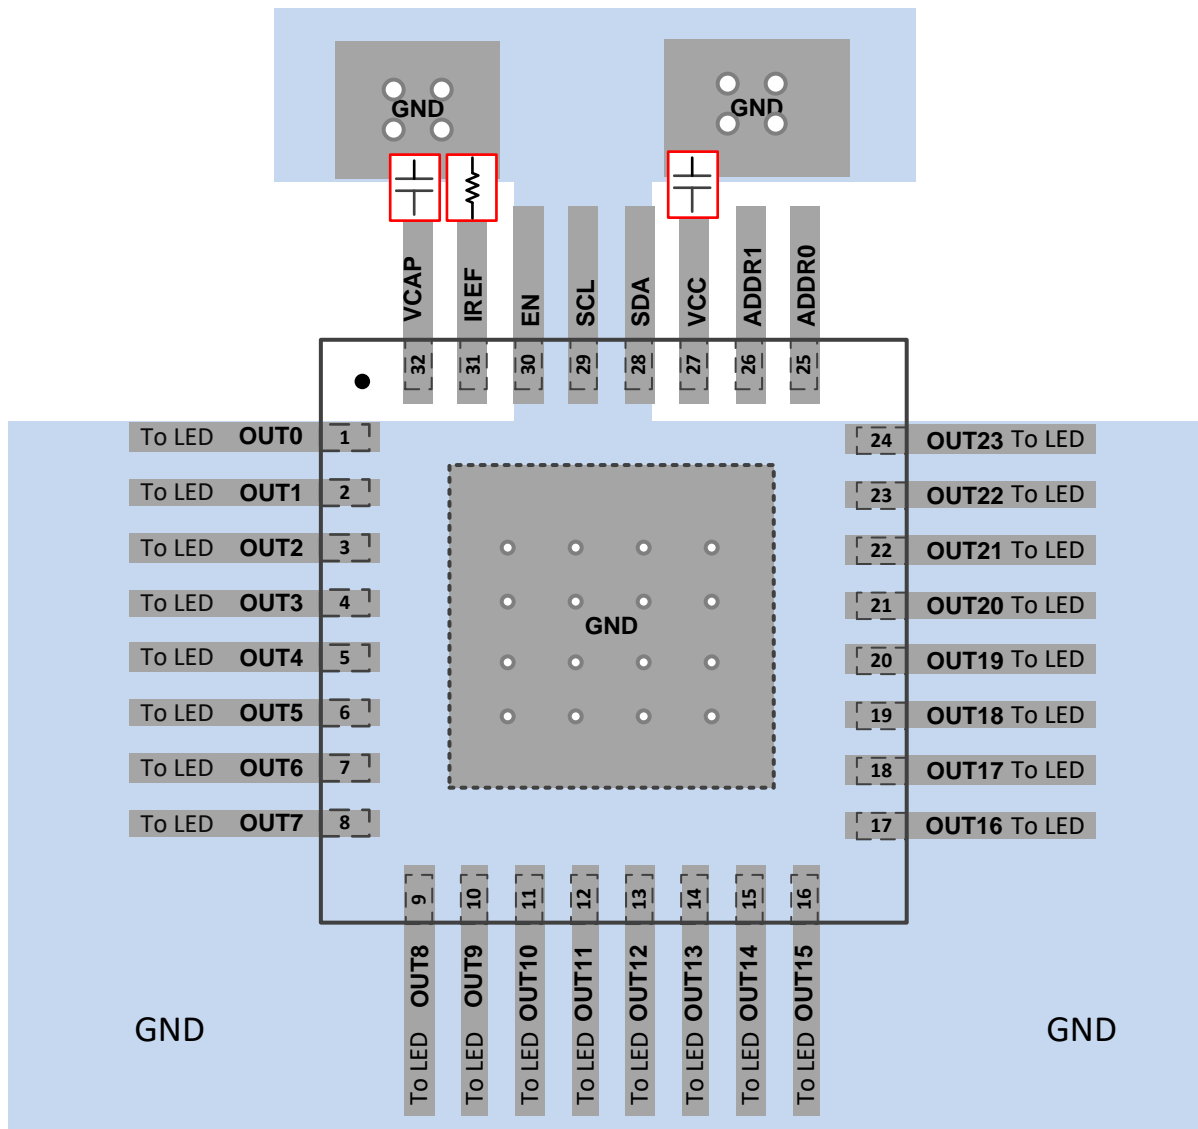 GND
GND
VCAP
IREF
EN
SCL
SDA
VCC
ADDR1
ADDR0
32
31
30
29
28
27
26
25
To LED OUT0 1
To LED OUT1 2
To LED OUT2 3
To LED OUT3 4
To LED OUT4 5
To LED OUT5 6
To LED OUT6 7
To LED OUT7 8
GND
24 OUT23 To LED
23 OUT22 To LED
22 OUT21 To LED
21 OUT20 To LED
20 OUT19 To LED
19 OUT18 To LED
18 OUT17 To LED
17 OUT16 To LED
To LED OUT8 9
To LED OUT9 10
To LED OUT10 11
To LED OUT11 12
To LED OUT12 13
To LED OUT13 14
To LED OUT14 15
To LED OUT15 16
GND
GND